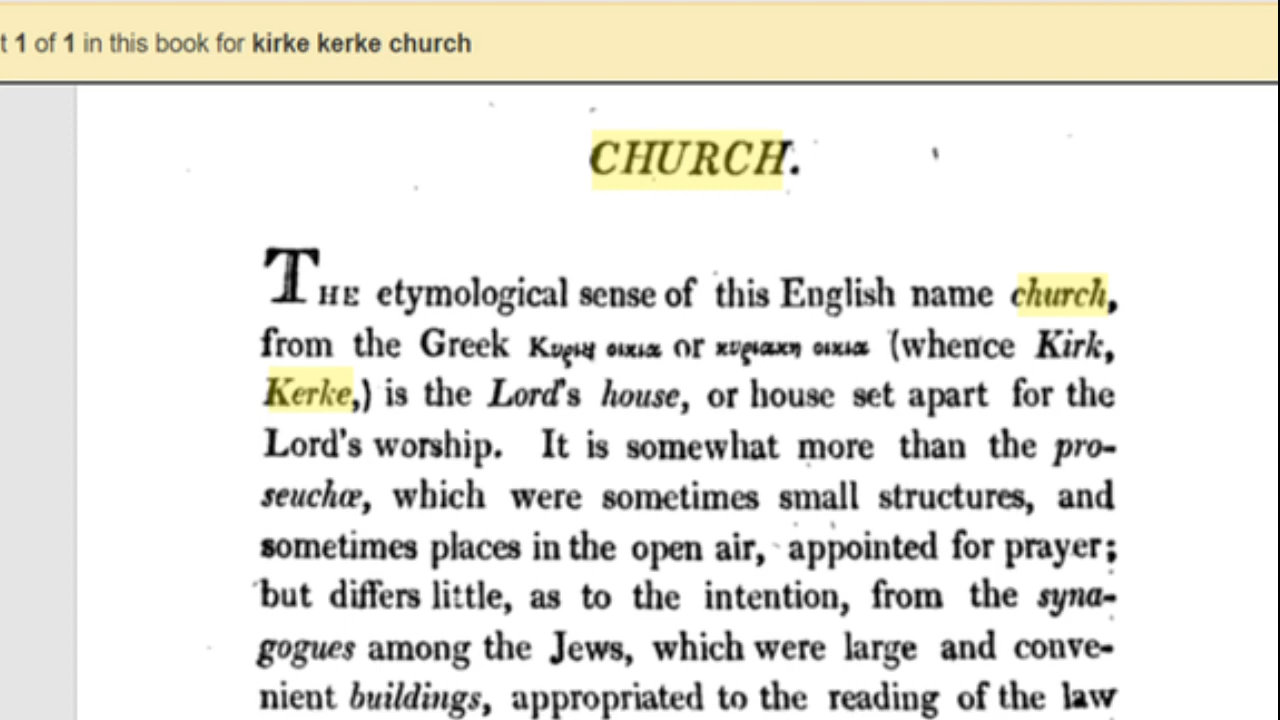 t 1 of 1 in this book for kirke kerke church
CHURCH.
THE etymological sense of this English name church,
from the Greek Κυριȣ οικια or κυριακη οικια (whence Kirk,
Kerke,) is the Lord's house, or house set apart for the
Lord's worship. It is somewhat more than the pro-
seuchæ, which were sometimes small structures, and
sometimes places in the open air, appointed for prayer;
but differs little, as to the intention, from the syna-
gogues among the Jews, which were large and conve-
nient buildings, appropriated to the reading of the law